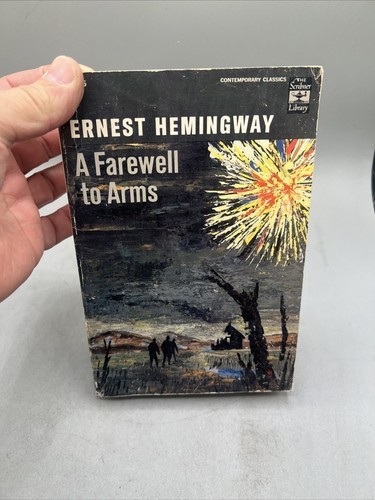 CONTEMPORARY CLASSICS
THE
Scribner
Library
ERNEST HEMINGWAY
A Farewell
to Arms